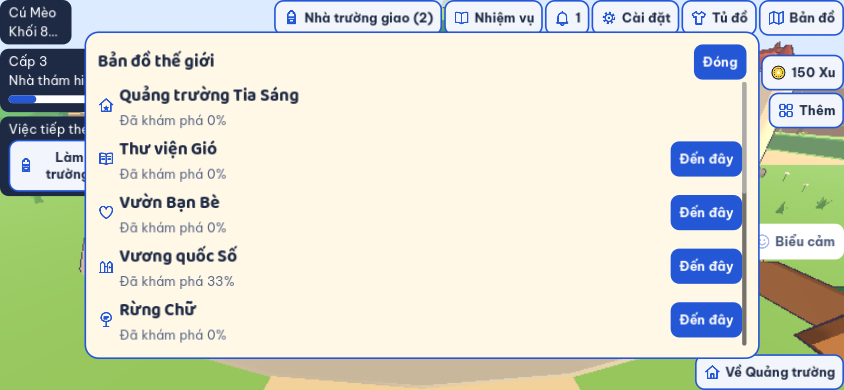 Cú Mèo
Khối 8...
Nhà trường giao (2)
Nhiệm vụ
1
Cài đặt
Tủ đồ
Bản đồ
Cấp 3
Nhà thám hi
150 Xu
Thêm
Việc tiếp the
Làm
trường
Bản đồ thế giới
Đóng
Quảng trường Tia Sáng
Đã khám phá 0%
Thư viện Gió
Đã khám phá 0%
Đến đây
Vườn Bạn Bè
Đã khám phá 0%
Đến đây
Vương quốc Số
Đã khám phá 33%
Đến đây
Rừng Chữ
Đã khám phá 0%
Đến đây
Biểu cảm
Về Quảng trường